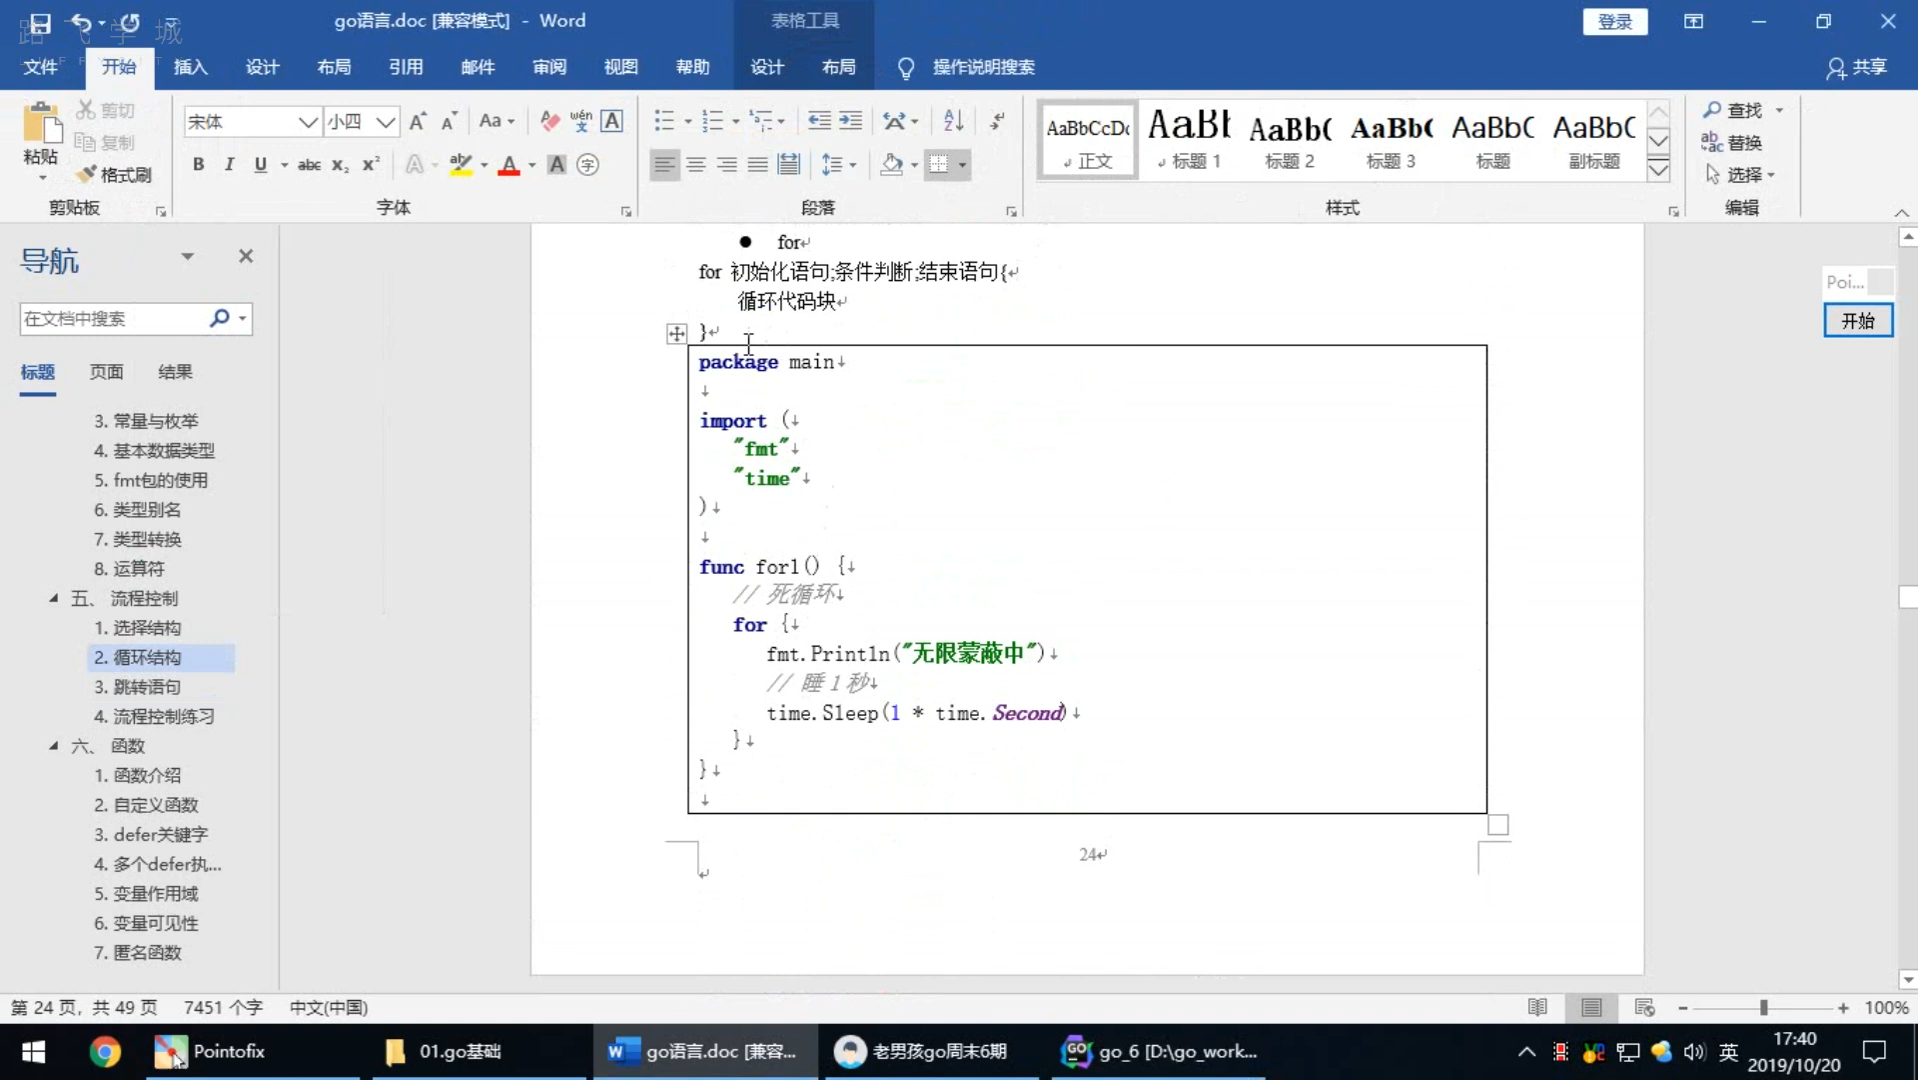 go语言.doc [兼容模式] - Word
表格工具
登录
路飞学城
文件
开始
插入
设计
布局
引用
邮件
审阅
视图
帮助
设计
布局
操作说明搜索
共享
粘贴
剪切
复制
格式刷
剪贴板
宋体
小四
字体
段落
AaBbCcDc
正文
AaBb
标题 1
AaBb(
标题 2
AaBb(
标题 3
AaBbC
标题
AaBbC
副标题
样式
查找
替换
选择
编辑
导航
在文档中搜索
标题 页面 结果
3. 常量与枚举
4. 基本数据类型
5. fmt包的使用
6. 类型别名
7. 类型转换
8. 运算符
五、 流程控制
1. 选择结构
2. 循环结构
3. 跳转语句
4. 流程控制练习
六、 函数
1. 函数介绍
2. 自定义函数
3. defer关键字
4. 多个defer执...
5. 变量作用域
6. 变量可见性
7. 匿名函数
for
for 初始化语句;条件判断;结束语句{
循环代码块
}
package main
import (
"fmt"
"time"
)
func for1() {
// 死循环
for {
fmt.Println("无限蒙蔽中")
// 睡 1 秒
time.Sleep(1 * time.Second)
}
}
24
Poi...
开始
第 24 页，共 49 页 7451 个字 中文(中国)
100%
Pointofix
01.go基础
go语言.doc [兼容...
老男孩go周末6期
go_6 [D:\go_work...
英
17:40
2019/10/20